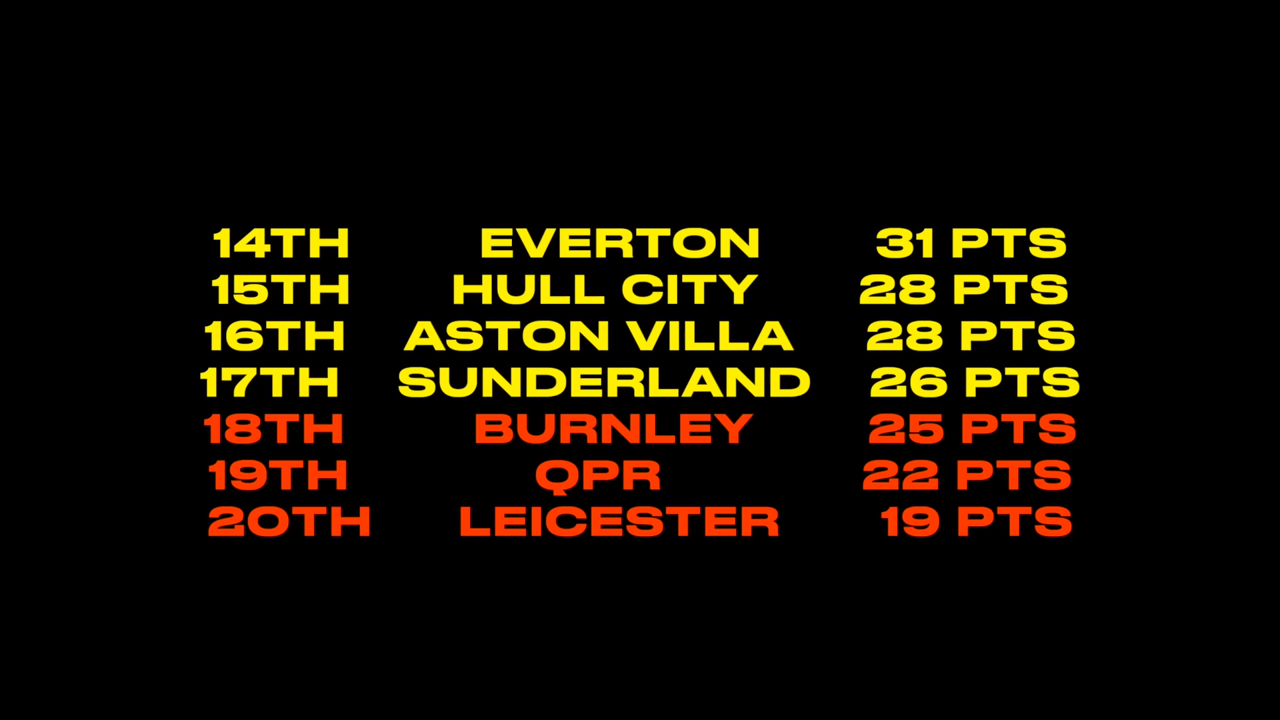 14TH EVERTON 31 PTS
15TH HULL CITY 28 PTS
16TH ASTON VILLA 28 PTS
17TH SUNDERLAND 26 PTS
18TH BURNLEY 25 PTS
19TH QPR 22 PTS
20TH LEICESTER 19 PTS